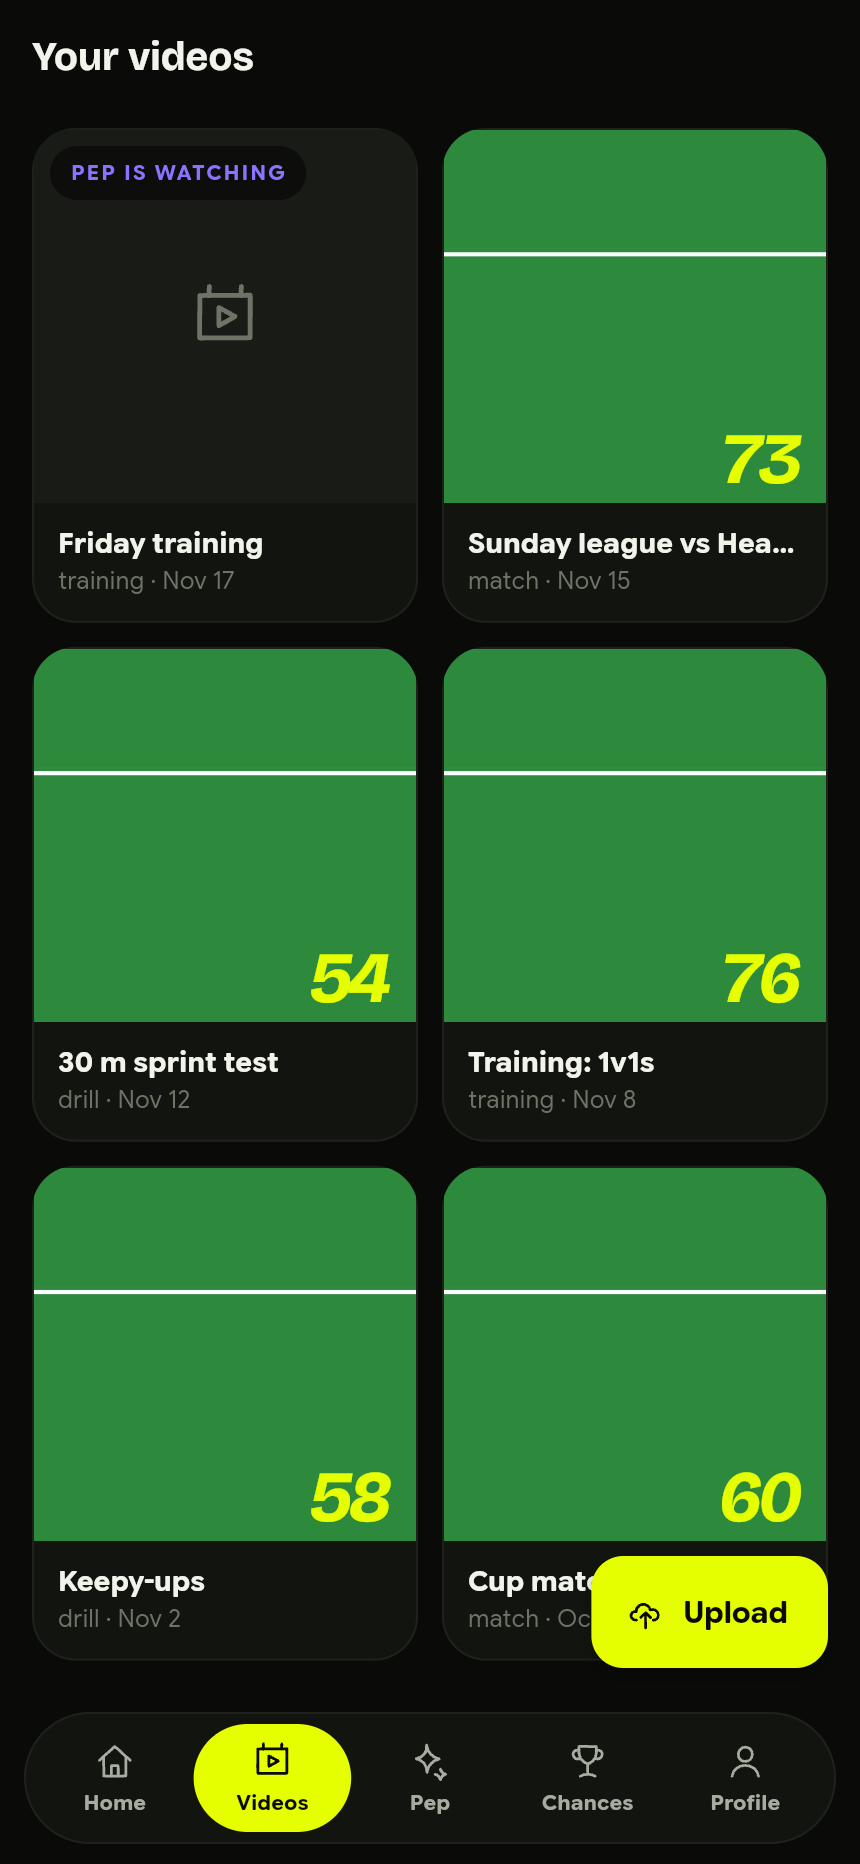 Your videos
PEP IS WATCHING
Friday training
training · Nov 17
73
Sunday league vs Hea...
match · Nov 15
54
30 m sprint test
drill · Nov 12
76
Training: 1v1s
training · Nov 8
58
Keepy-ups
drill · Nov 2
60
Cup
match
Upload
Home
Videos
Pep
Chances
Profile